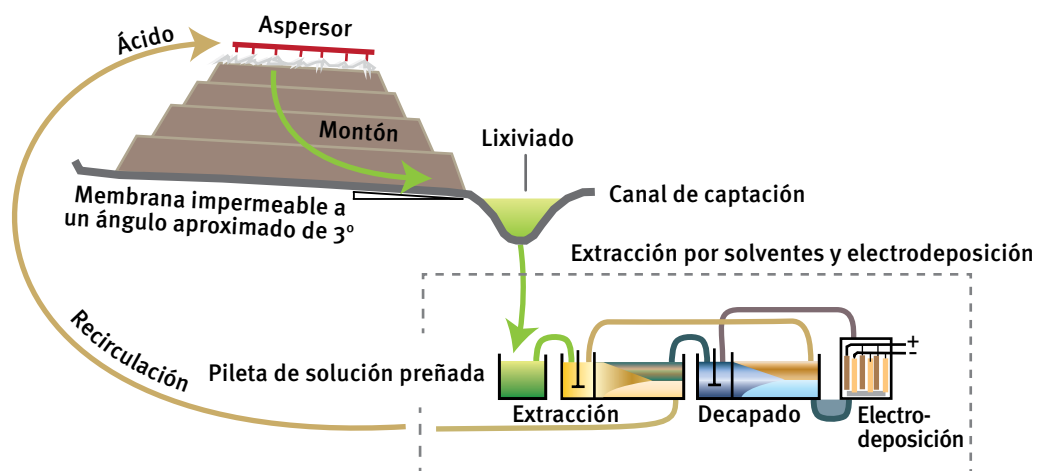 Ácido
Aspersor
Montón
Lixiviado
Membrana impermeable a
un ángulo aproximado de 3º
Canal de captación
Extracción por solventes y electrodeposición
Recirculación
Pileta de solución preñada
Extracción
Decapado
+
-
Electro-
deposición